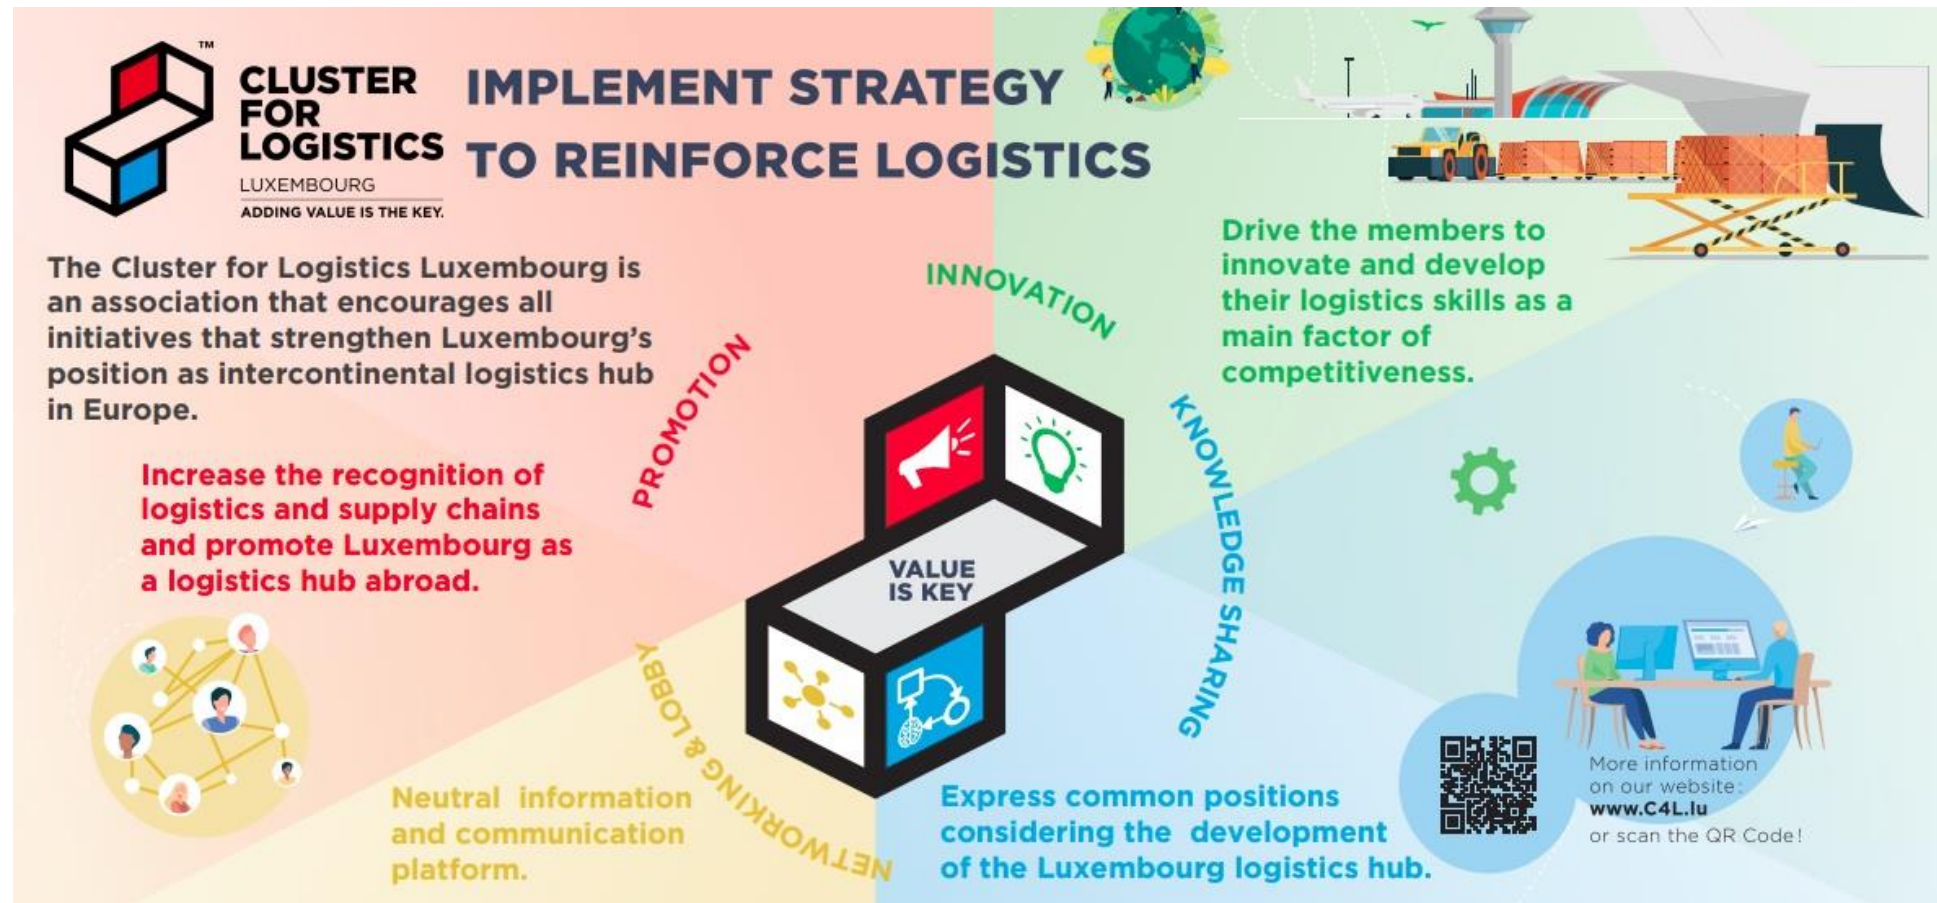 TM
CLUSTER
FOR
LOGISTICS
LUXEMBOURG
ADDING VALUE IS THE KEY.
IMPLEMENT STRATEGY
TO REINFORCE LOGISTICS
The Cluster for Logistics Luxembourg is
an association that encourages all
initiatives that strengthen Luxembourg’s
position as intercontinental logistics hub
in Europe.
Increase the recognition of
logistics and supply chains
and promote Luxembourg as
a logistics hub abroad.
PROMOTION
INNOVATION
Drive the members to
innovate and develop
their logistics skills as a
main factor of
competitiveness.
KNOWLEDGE SHARING
VALUE
IS KEY
NETWORKING & LOBBY
Neutral information
and communication
platform.
Express common positions
considering the development
of the Luxembourg logistics hub.
More information
on our website:
www.C4L.lu
or scan the QR Code!